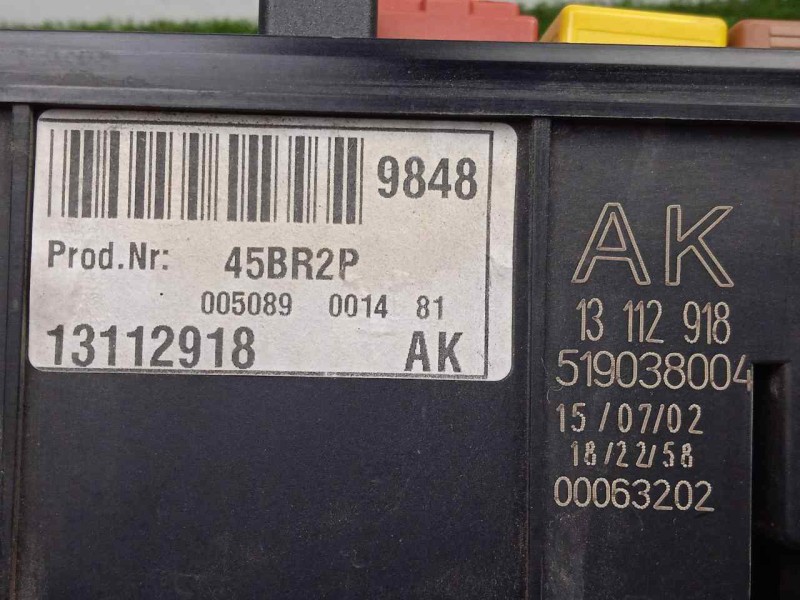 9848
Prod.Nr: 45BR2P
005089 0014 81
13112918 AK
AK
13 112 918
519038004
15/07/02
18/22/58
00063202